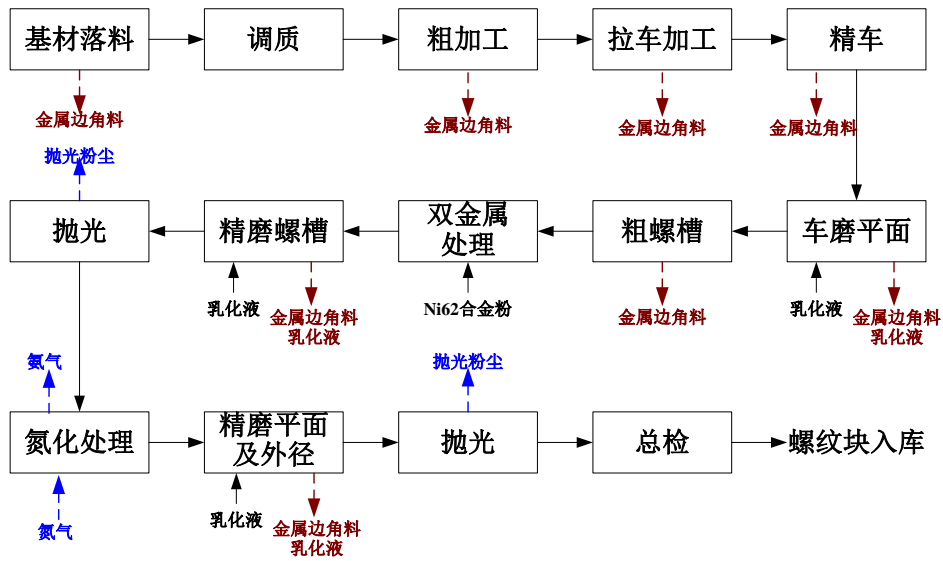 基材落料
调质
粗加工
拉车加工
精车
金属边角料
金属边角料
金属边角料
金属边角料
抛光粉尘
抛光
精磨螺槽
双金属
处理
粗螺槽
车磨平面
乳化液
金属边角料
乳化液
Ni62合金粉
金属边角料
乳化液
金属边角料
乳化液
氨气
抛光粉尘
氮化处理
精磨平面
及外径
抛光
总检
螺纹块入库
氮气
乳化液
金属边角料
乳化液